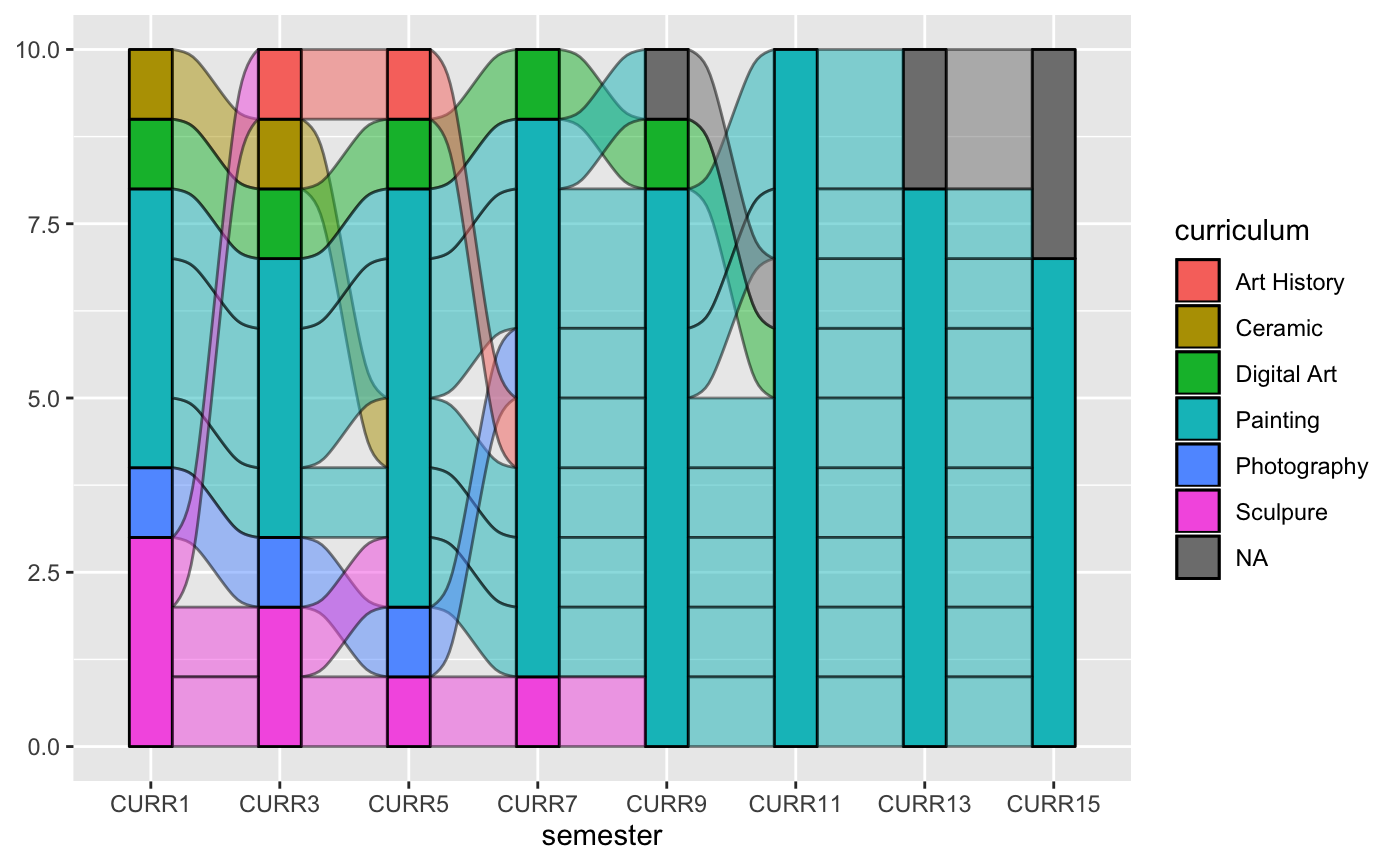 10.0
7.5
5.0
2.5
0.0
CURR1 CURR3 CURR5 CURR7 CURR9 CURR11 CURR13 CURR15
semester
curriculum
Art History
Ceramic
Digital Art
Painting
Photography
Sculpure
NA